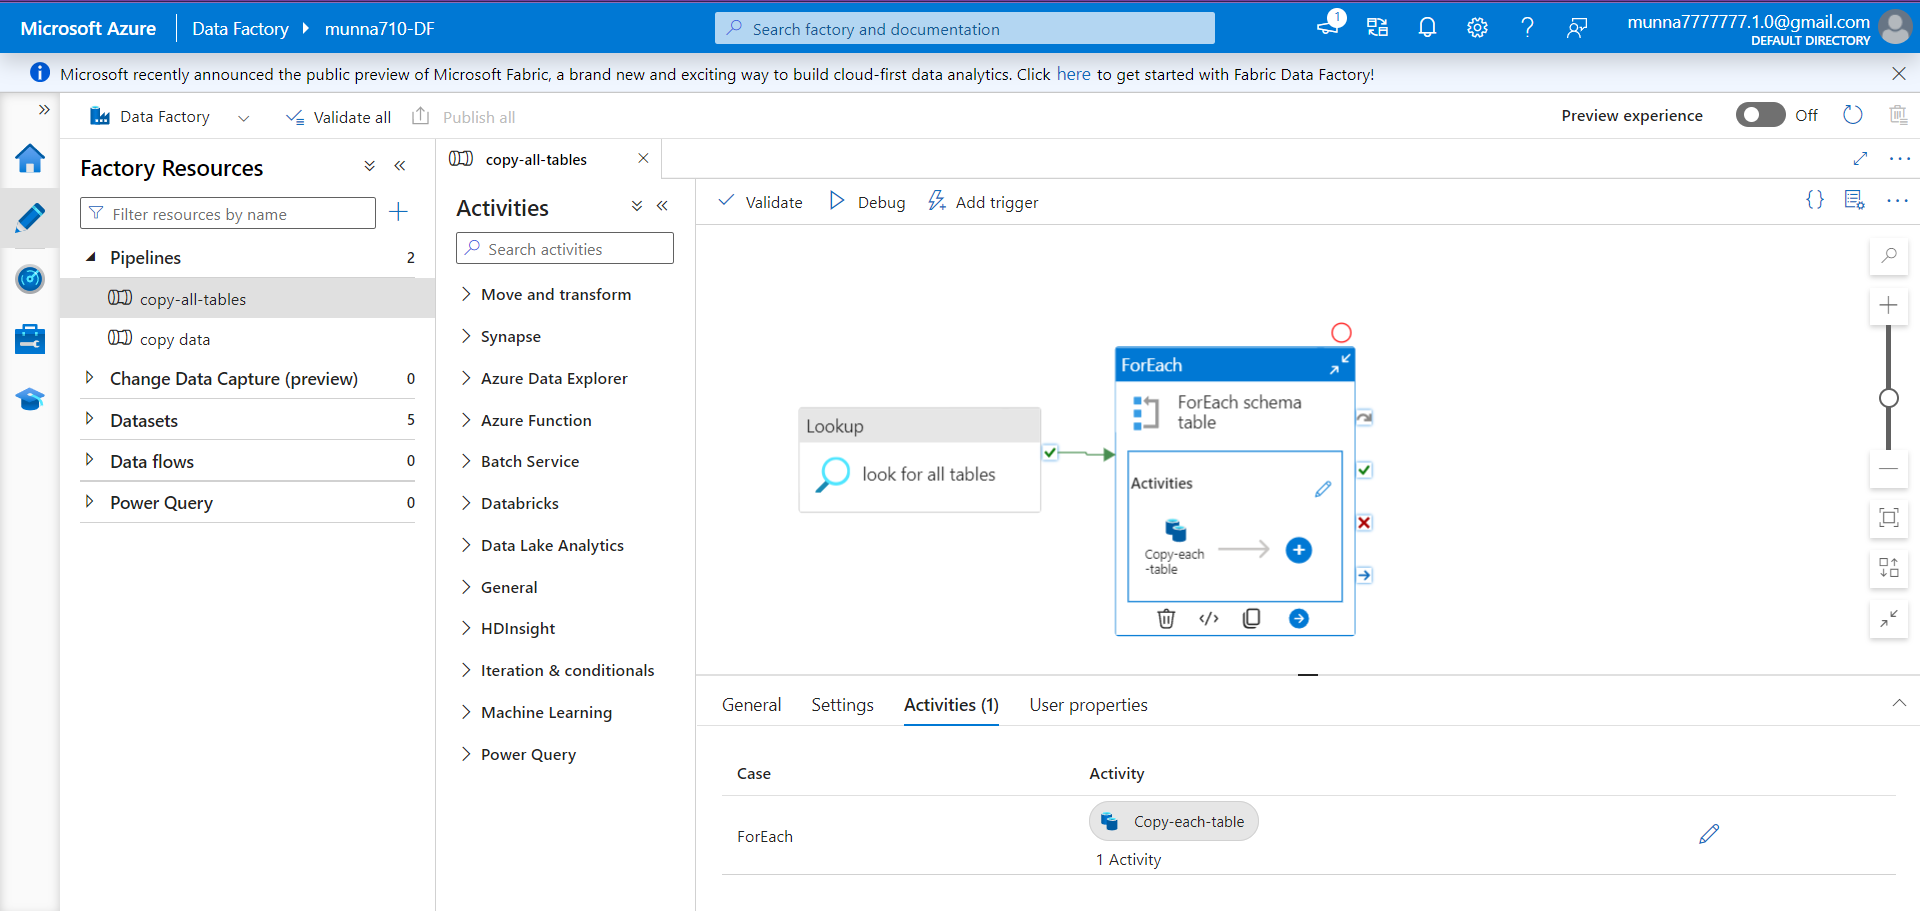 Microsoft Azure
Data Factory
munna710-DF
Search factory and documentation
1
munna7777777.1.0@gmail.com
DEFAULT DIRECTORY
Microsoft recently announced the public preview of Microsoft Fabric, a brand new and exciting way to build cloud-first data analytics. Click here to get started with Fabric Data Factory!
Data Factory
Validate all
Publish all
Preview experience
Off
Factory Resources
Filter resources by name
Pipelines 2
copy-all-tables
copy data
Change Data Capture (preview) 0
Datasets 5
Data flows 0
Power Query 0
copy-all-tables
Activities
Search activities
Move and transform
Synapse
Azure Data Explorer
Azure Function
Batch Service
Databricks
Data Lake Analytics
General
HDInsight
Iteration & conditionals
Machine Learning
Power Query
Validate
Debug
Add trigger
Lookup
look for all tables
ForEach
ForEach schema
table
Activities
Copy-each
-table
General
Settings
Activities (1)
User properties
Case
Activity
ForEach
Copy-each-table
1 Activity